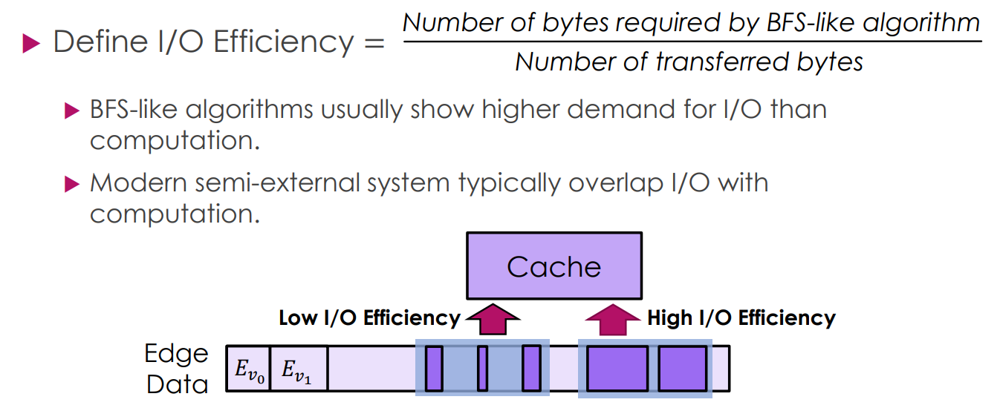 Define I/O Efficiency = Number of bytes required by BFS-like algorithm / Number of transferred bytes
BFS-like algorithms usually show higher demand for I/O than
computation.
Modern semi-external system typically overlap I/O with
computation.
Cache
Low I/O Efficiency
High I/O Efficiency
Edge
Data
E_{v_0}
E_{v_1}